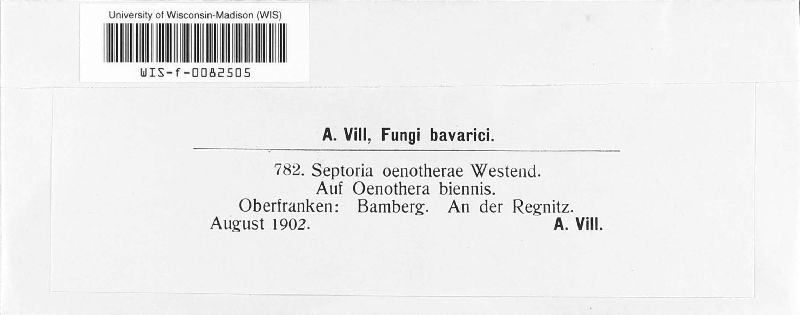 University of Wisconsin-Madison (WIS)
WIS-f-0082505
A. Vill, Fungi bavarici.
782. Septoria oenotherae Westend.
Auf Oenothera biennis.
Oberfranken: Bamberg. An der Regnitz.
August 1902. A. Vill.